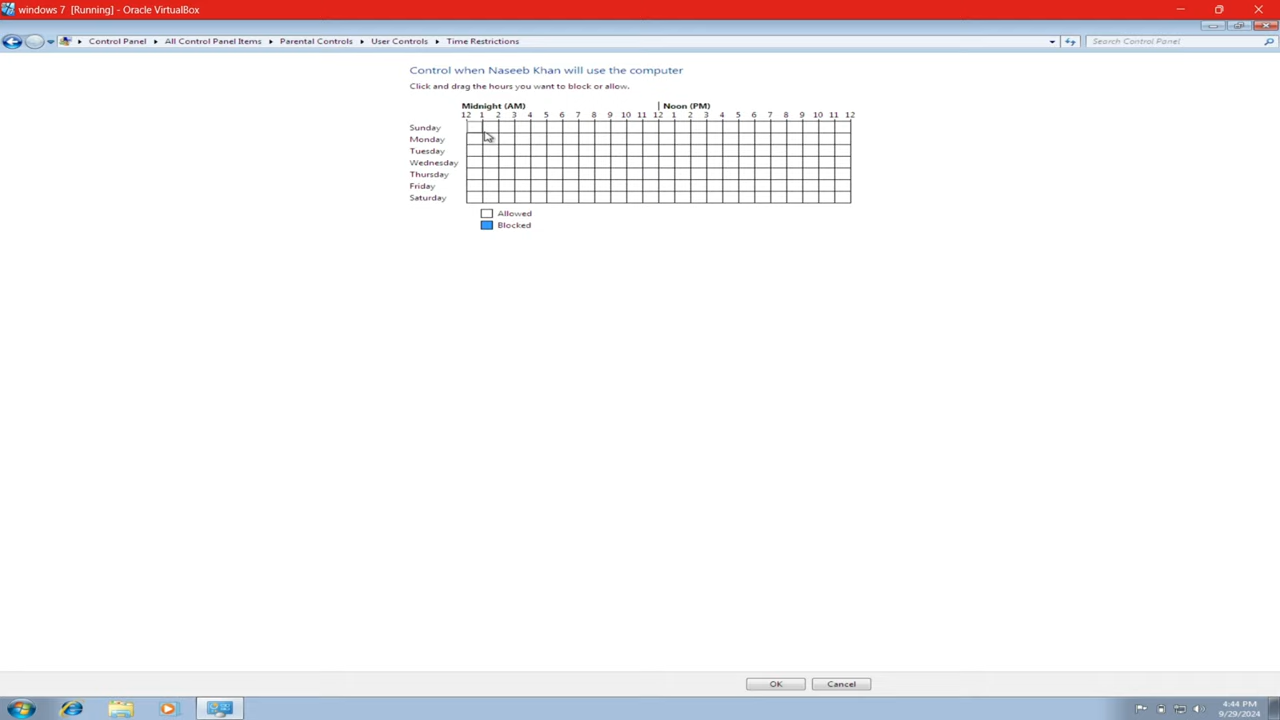 windows 7 [Running] - Oracle VirtualBox
Control Panel All Control Panel Items Parental Controls User Controls Time Restrictions Search Control Panel
Control when Naseeb Khan will use the computer
Click and drag the hours you want to block or allow.
Midnight (AM) Noon (PM)
12 1 2 3 4 5 6 7 8 9 10 11 12 1 2 3 4 5 6 7 8 9 10 11 12
Sunday
Monday
Tuesday
Wednesday
Thursday
Friday
Saturday
Allowed
Blocked
OK Cancel
4:44 PM
9/29/2024